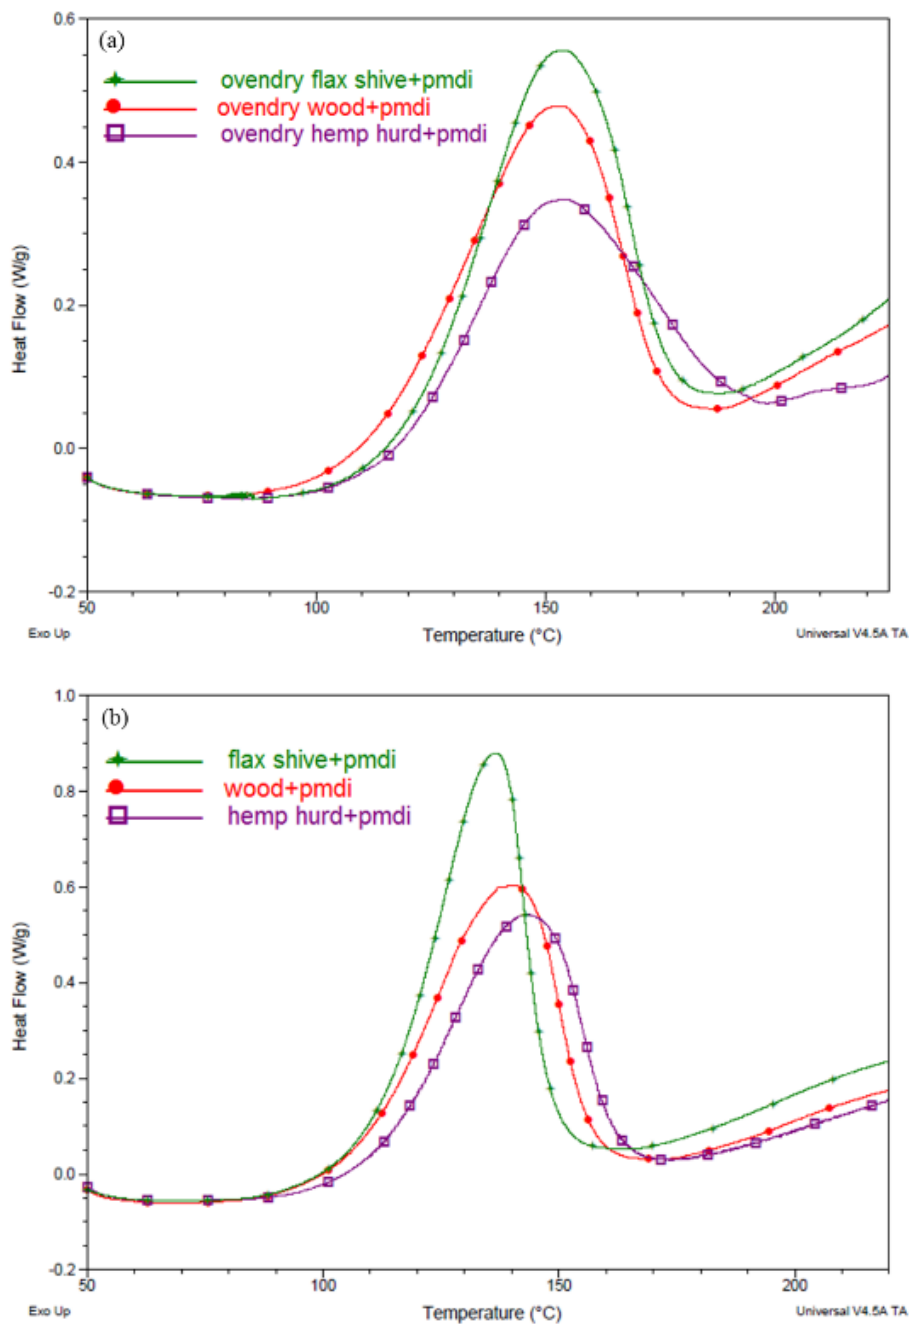 0.6
(a)
ovendry flax shive+pmdi
ovendry wood+pmdi
ovendry hemp hurd+pmdi
0.4
Heat Flow (W/g)
0.2
0.0
-0.2
50 100 150 200
Exo Up Temperature (°C) Universal V4.5A TA
1.0
(b)
flax shive+pmdi
wood+pmdi
hemp hurd+pmdi
0.8
0.6
Heat Flow (W/g)
0.4
0.2
0.0
-0.2
50 100 150 200
Exo Up Temperature (°C) Universal V4.5A TA